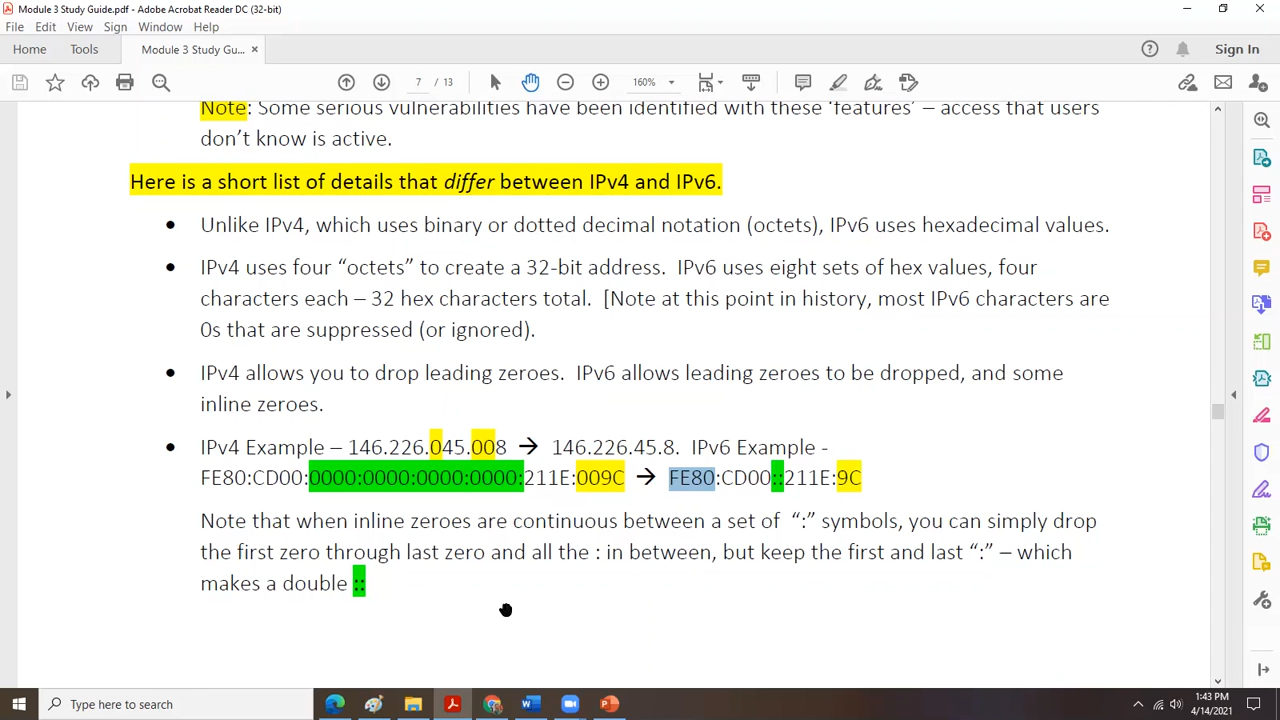 Module 3 Study Guide.pdf - Adobe Acrobat Reader DC (32-bit)
File Edit View Sign Window Help
Home Tools Module 3 Study Gu... × Sign In
7 / 13 160%
Note: Some serious vulnerabilities have been identified with these ‘features’ – access that users
don’t know is active.
Here is a short list of details that differ between IPv4 and IPv6.
• Unlike IPv4, which uses binary or dotted decimal notation (octets), IPv6 uses hexadecimal values.
• IPv4 uses four “octets” to create a 32-bit address. IPv6 uses eight sets of hex values, four
characters each – 32 hex characters total. [Note at this point in history, most IPv6 characters are
0s that are suppressed (or ignored).
• IPv4 allows you to drop leading zeroes. IPv6 allows leading zeroes to be dropped, and some
inline zeroes.
• IPv4 Example – 146.226.045.008 → 146.226.45.8. IPv6 Example -
FE80:CD00:0000:0000:0000:0000:211E:009C → FE80:CD00::211E:9C
Note that when inline zeroes are continuous between a set of “:” symbols, you can simply drop
the first zero through last zero and all the : in between, but keep the first and last “:” – which
makes a double ::
Type here to search
1:43 PM
4/14/2021